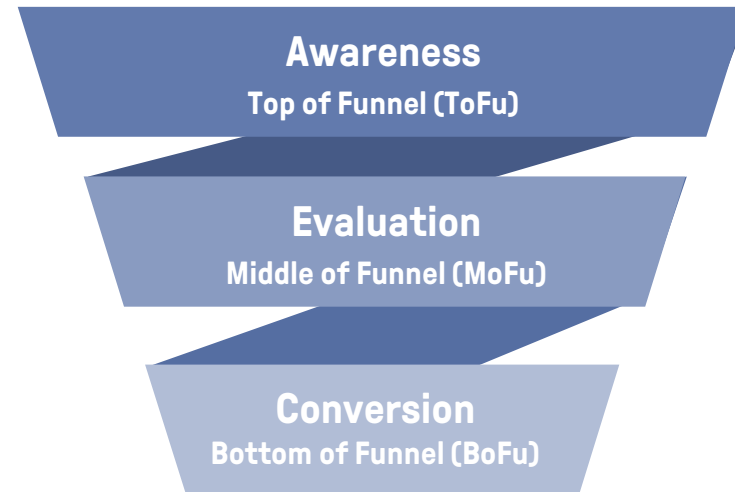 Awareness
Top of Funnel (ToFu)
Evaluation
Middle of Funnel (MoFu)
Conversion
Bottom of Funnel (BoFu)